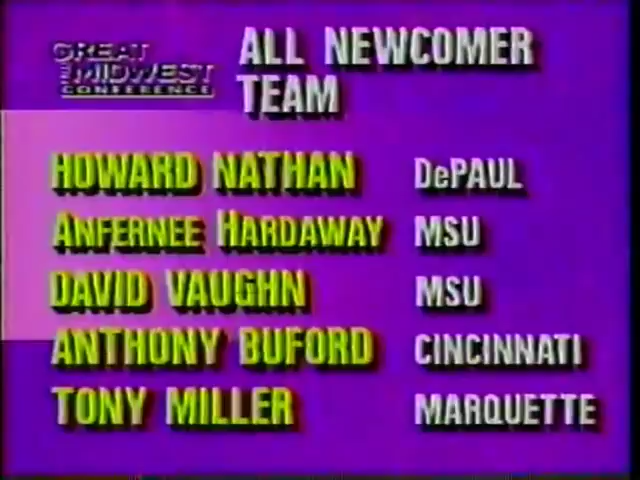 GREAT
MIDWEST
CONFERENCE
ALL NEWCOMER
TEAM
HOWARD NATHAN DePAUL
ANFERNEE HARDAWAY MSU
DAVID VAUGHN MSU
ANTHONY BUFORD CINCINNATI
TONY MILLER MARQUETTE